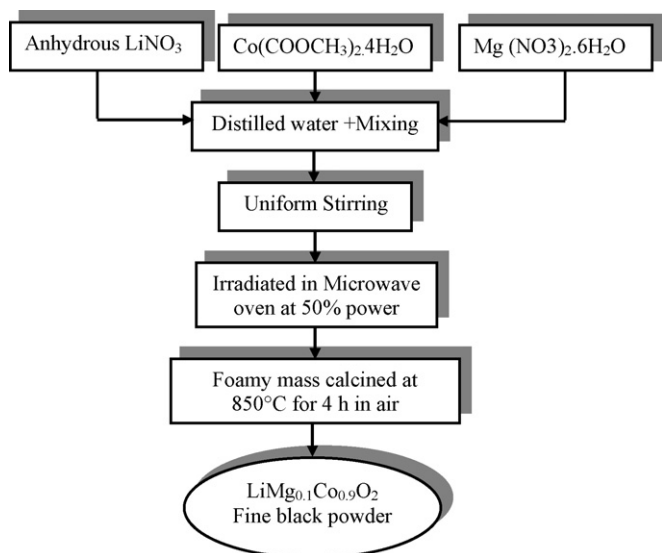 Anhydrous LiNO₃
Co(COOCH₃)₂.4H₂O
Mg (NO3)₂.6H₂O
Distilled water +Mixing
Uniform Stirring
Irradiated in Microwave
oven at 50% power
Foamy mass calcined at
850°C for 4 h in air
LiMg₀.₁Co₀.₉O₂
Fine black powder